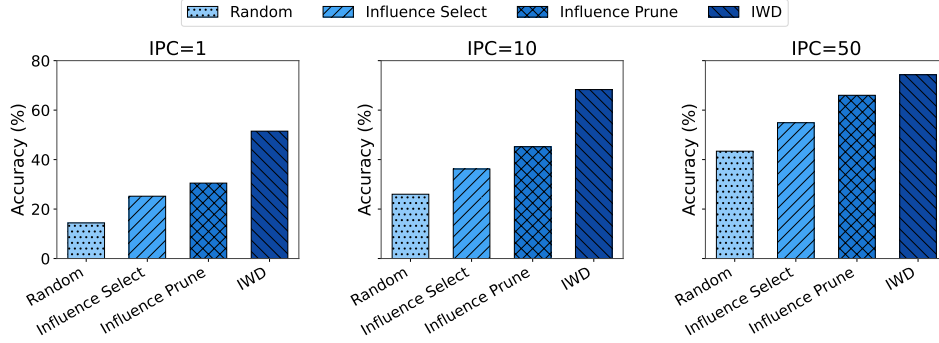 Random Influence Select Influence Prune IWD
IPC=1
Accuracy (%)
80
60
40
20
0
Random
Influence Select
Influence Prune
IWD
IPC=10
Accuracy (%)
Random
Influence Select
Influence Prune
IWD
IPC=50
Accuracy (%)
Random
Influence Select
Influence Prune
IWD